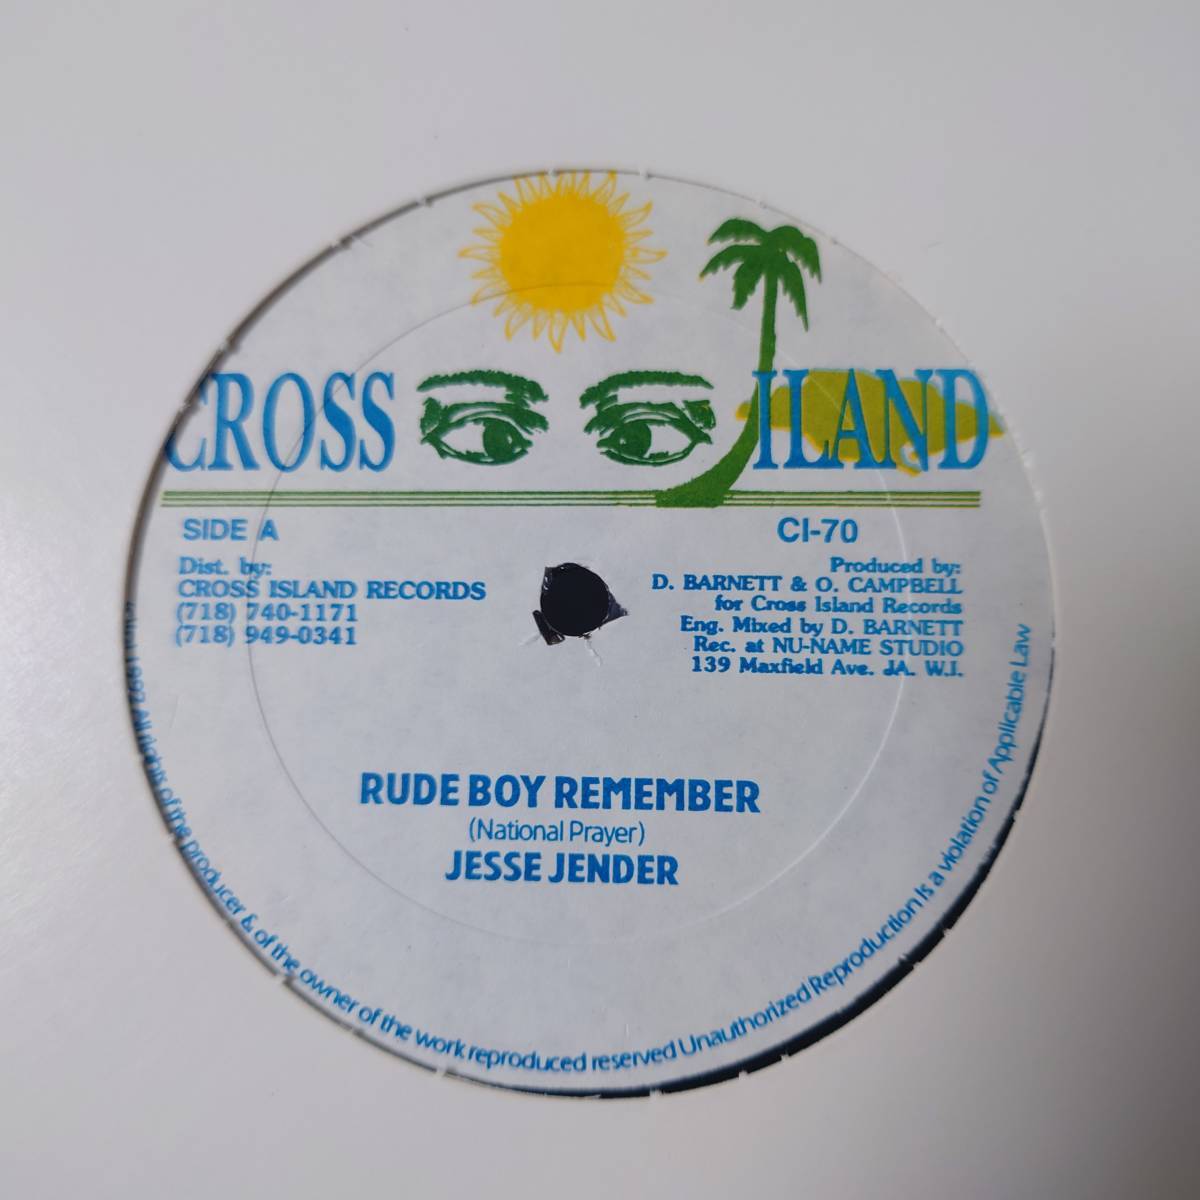 CROSS ILAND
SIDE A
CI-70
Dist. by:
CROSS ISLAND RECORDS
(718) 740-1171
(718) 949-0341
Produced by:
D. BARNETT & O. CAMPBELL
for Cross Island Records
Eng. Mixed by D. BARNETT
Rec. at NU-NAME STUDIO
139 Maxfield Ave. JA. W.I.
RUDE BOY REMEMBER
(National Prayer)
JESSE JENDER
1992 All rights of the producer & of the owner of the work reproduced reserved Unauthorized Reproduction Is a violation of Applicable Law